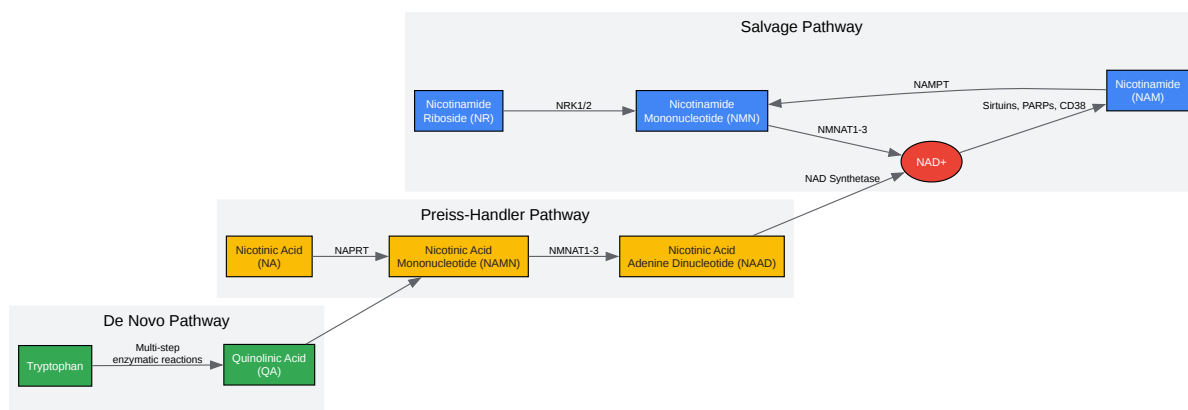 Salvage Pathway
Nicotinamide
Riboside (NR)
NRK1/2
Nicotinamide
Mononucleotide (NMN)
NAMPT
Nicotinamide
(NAM)
Sirtuins, PARPs, CD38
NMNAT1-3
NAD+
NAD Synthetase
Preiss-Handler Pathway
Nicotinic Acid
(NA)
NAPRT
Nicotinic Acid
Mononucleotide (NAMN)
NMNAT1-3
Nicotinic Acid
Adenine Dinucleotide (NAAD)
De Novo Pathway
Tryptophan
Multi-step
enzymatic reactions
Quinolinic Acid
(QA)